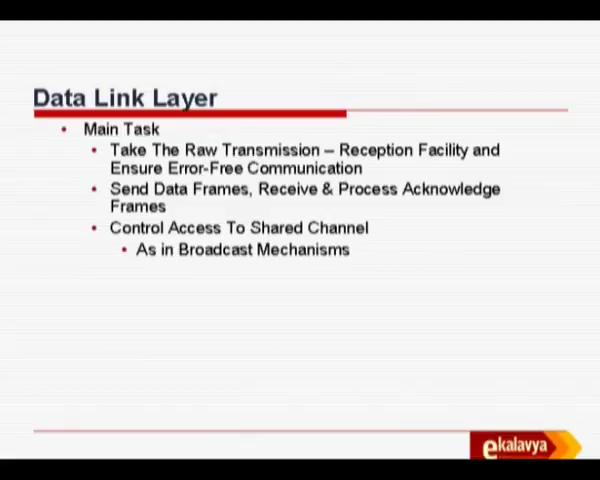 Data Link Layer
• Main Task
• Take The Raw Transmission – Reception Facility and
Ensure Error-Free Communication
• Send Data Frames, Receive & Process Acknowledge
Frames
• Control Access To Shared Channel
• As in Broadcast Mechanisms
ekalavya